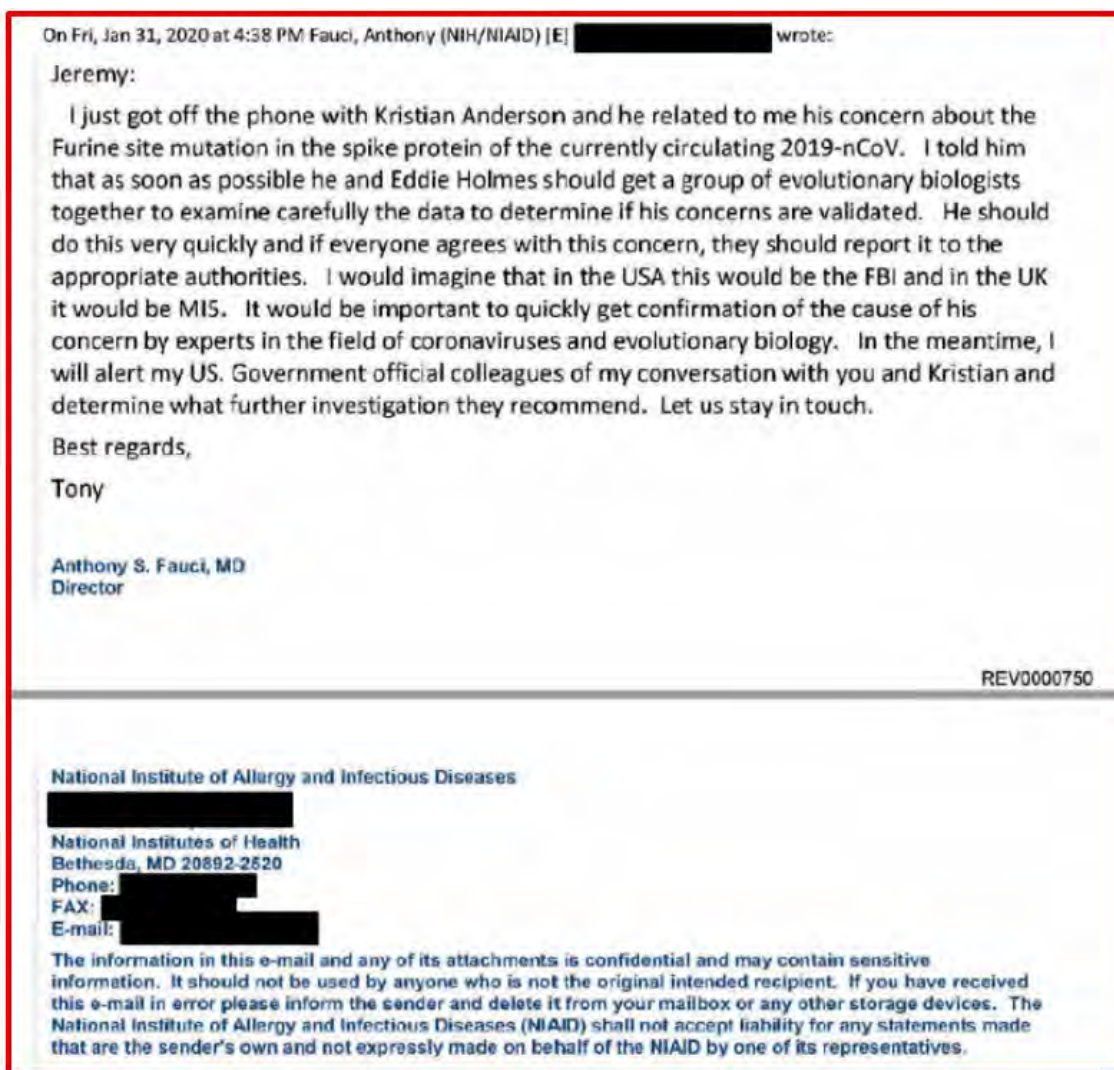 On Fri, Jan 31, 2020 at 4:38 PM Fauci, Anthony (NIH/NIAID) [E] wrote:
Jeremy:
I just got off the phone with Kristian Anderson and he related to me his concern about the
Furine site mutation in the spike protein of the currently circulating 2019-nCoV. I told him
that as soon as possible he and Eddie Holmes should get a group of evolutionary biologists
together to examine carefully the data to determine if his concerns are validated. He should
do this very quickly and if everyone agrees with this concern, they should report it to the
appropriate authorities. I would imagine that in the USA this would be the FBI and in the UK
it would be MI5. It would be important to quickly get confirmation of the cause of his
concern by experts in the field of coronaviruses and evolutionary biology. In the meantime, I
will alert my US. Government official colleagues of my conversation with you and Kristian and
determine what further investigation they recommend. Let us stay in touch.
Best regards,
Tony
Anthony S. Fauci, MD
Director
REV0000750
National Institute of Allergy and Infectious Diseases
National Institutes of Health
Bethesda, MD 20892-2520
Phone:
FAX:
E-mail:
The information in this e-mail and any of its attachments is confidential and may contain sensitive
information. It should not be used by anyone who is not the original intended recipient. If you have received
this e-mail in error please inform the sender and delete it from your mailbox or any other storage devices. The
National Institute of Allergy and Infectious Diseases (NIAID) shall not accept liability for any statements made
that are the sender's own and not expressly made on behalf of the NIAID by one of its representatives.